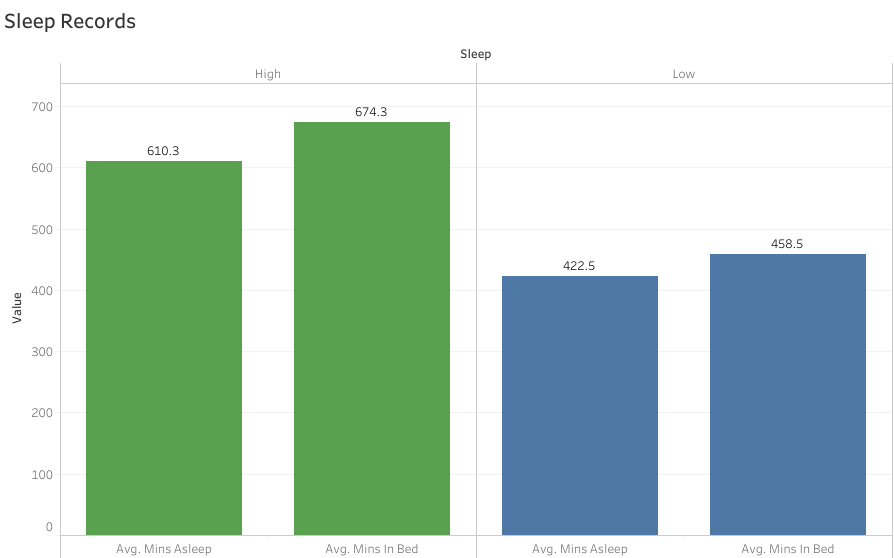 Sleep Records
Sleep
High
Low
Value
700
600
500
400
300
200
100
0
610.3
674.3
422.5
458.5
Avg. Mins Asleep
Avg. Mins In Bed
Avg. Mins Asleep
Avg. Mins In Bed